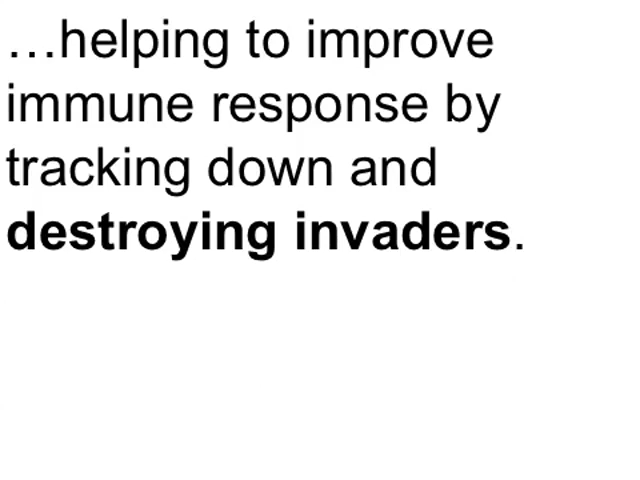 …helping to improve
immune response by
tracking down and
destroying invaders.